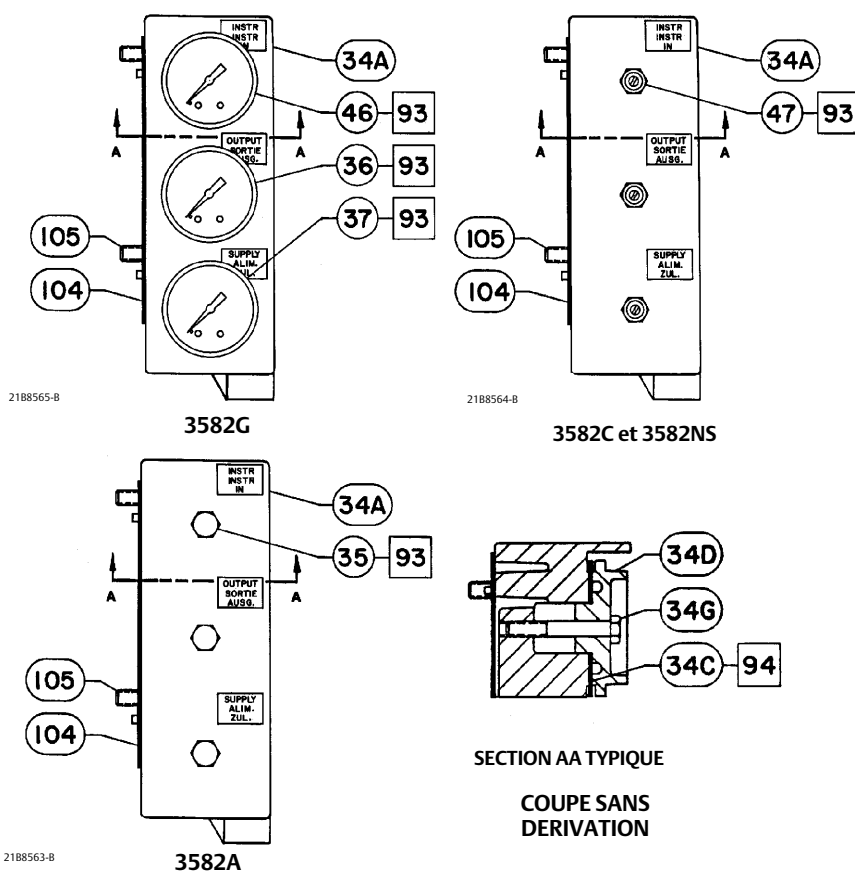 INSTR
INSTR
IN
34A
46
93
A
A
OUTPUT
SORTIE
AUSG.
36
93
37
93
105
SUPPLY
ALIM.
ZUL.
104
21B8565-B
3582G
INSTR
INSTR
IN
34A
47
93
A
A
OUTPUT
SORTIE
AUSG.
105
SUPPLY
ALIM.
ZUL.
104
21B8564-B
3582C et 3582NS
INSTR
INSTR
IN
34A
35
93
A
A
OUTPUT
SORTIE
AUSG.
105
SUPPLY
ALIM.
ZUL.
104
21B8563-B
3582A
34D
34G
34C
94
SECTION AA TYPIQUE
COUPE SANS
DERIVATION